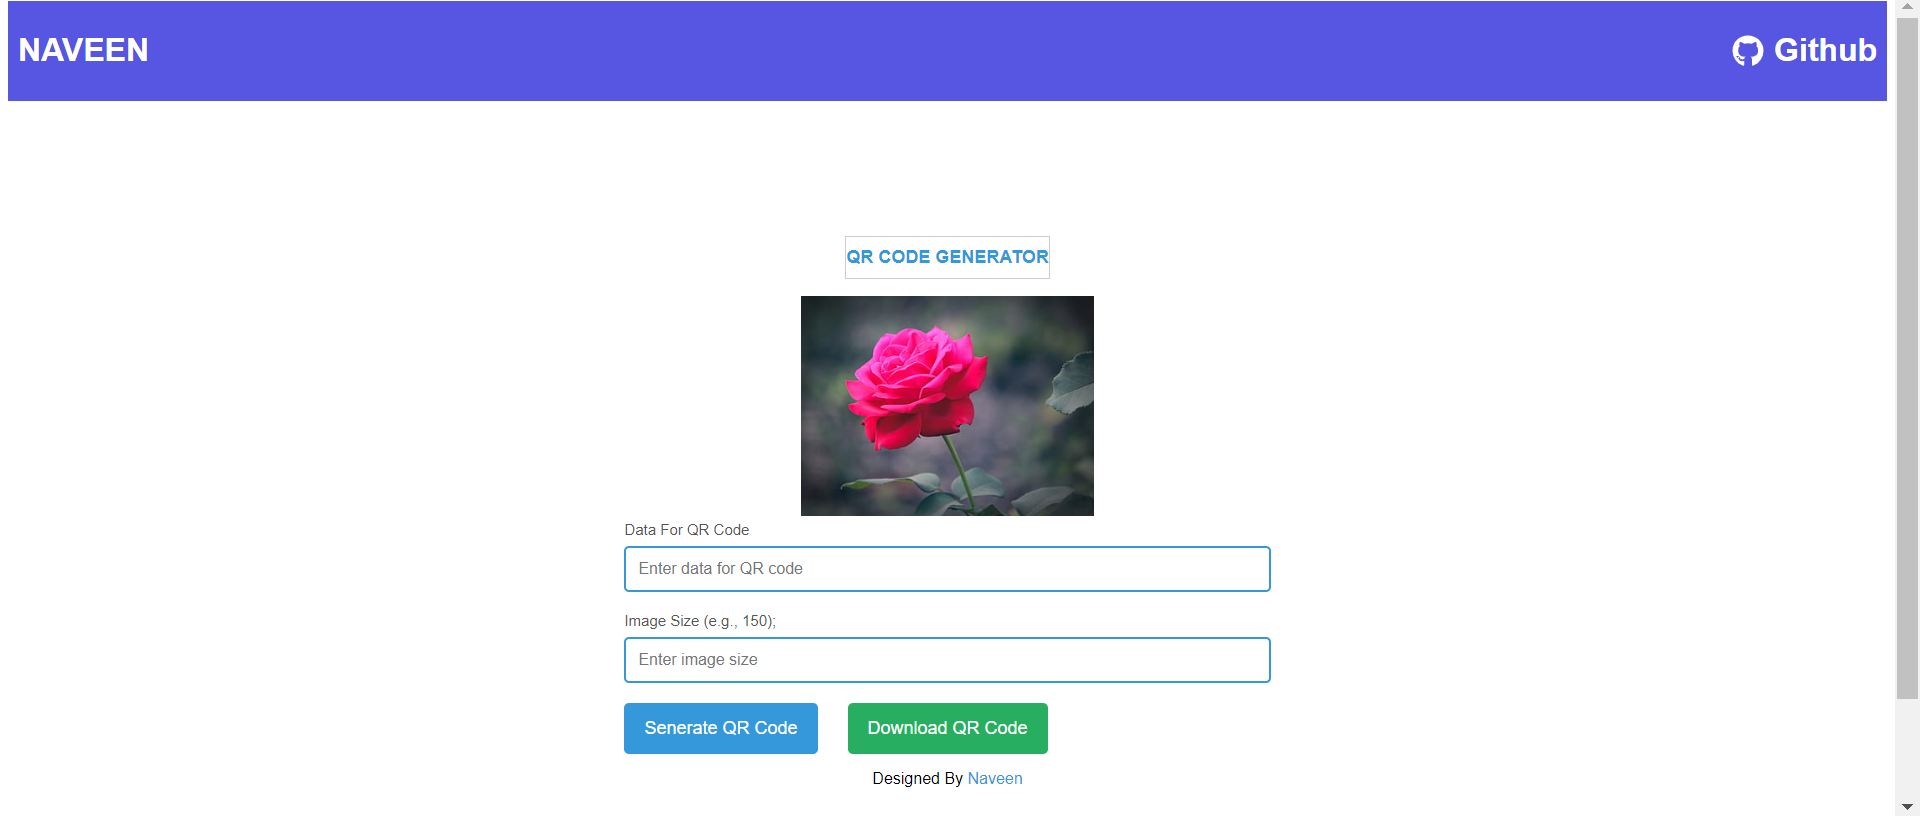 NAVEEN
Github
QR CODE GENERATOR
Data For QR Code
Enter data for QR code
Image Size (e.g., 150);
Enter image size
Senerate QR Code
Download QR Code
Designed By Naveen